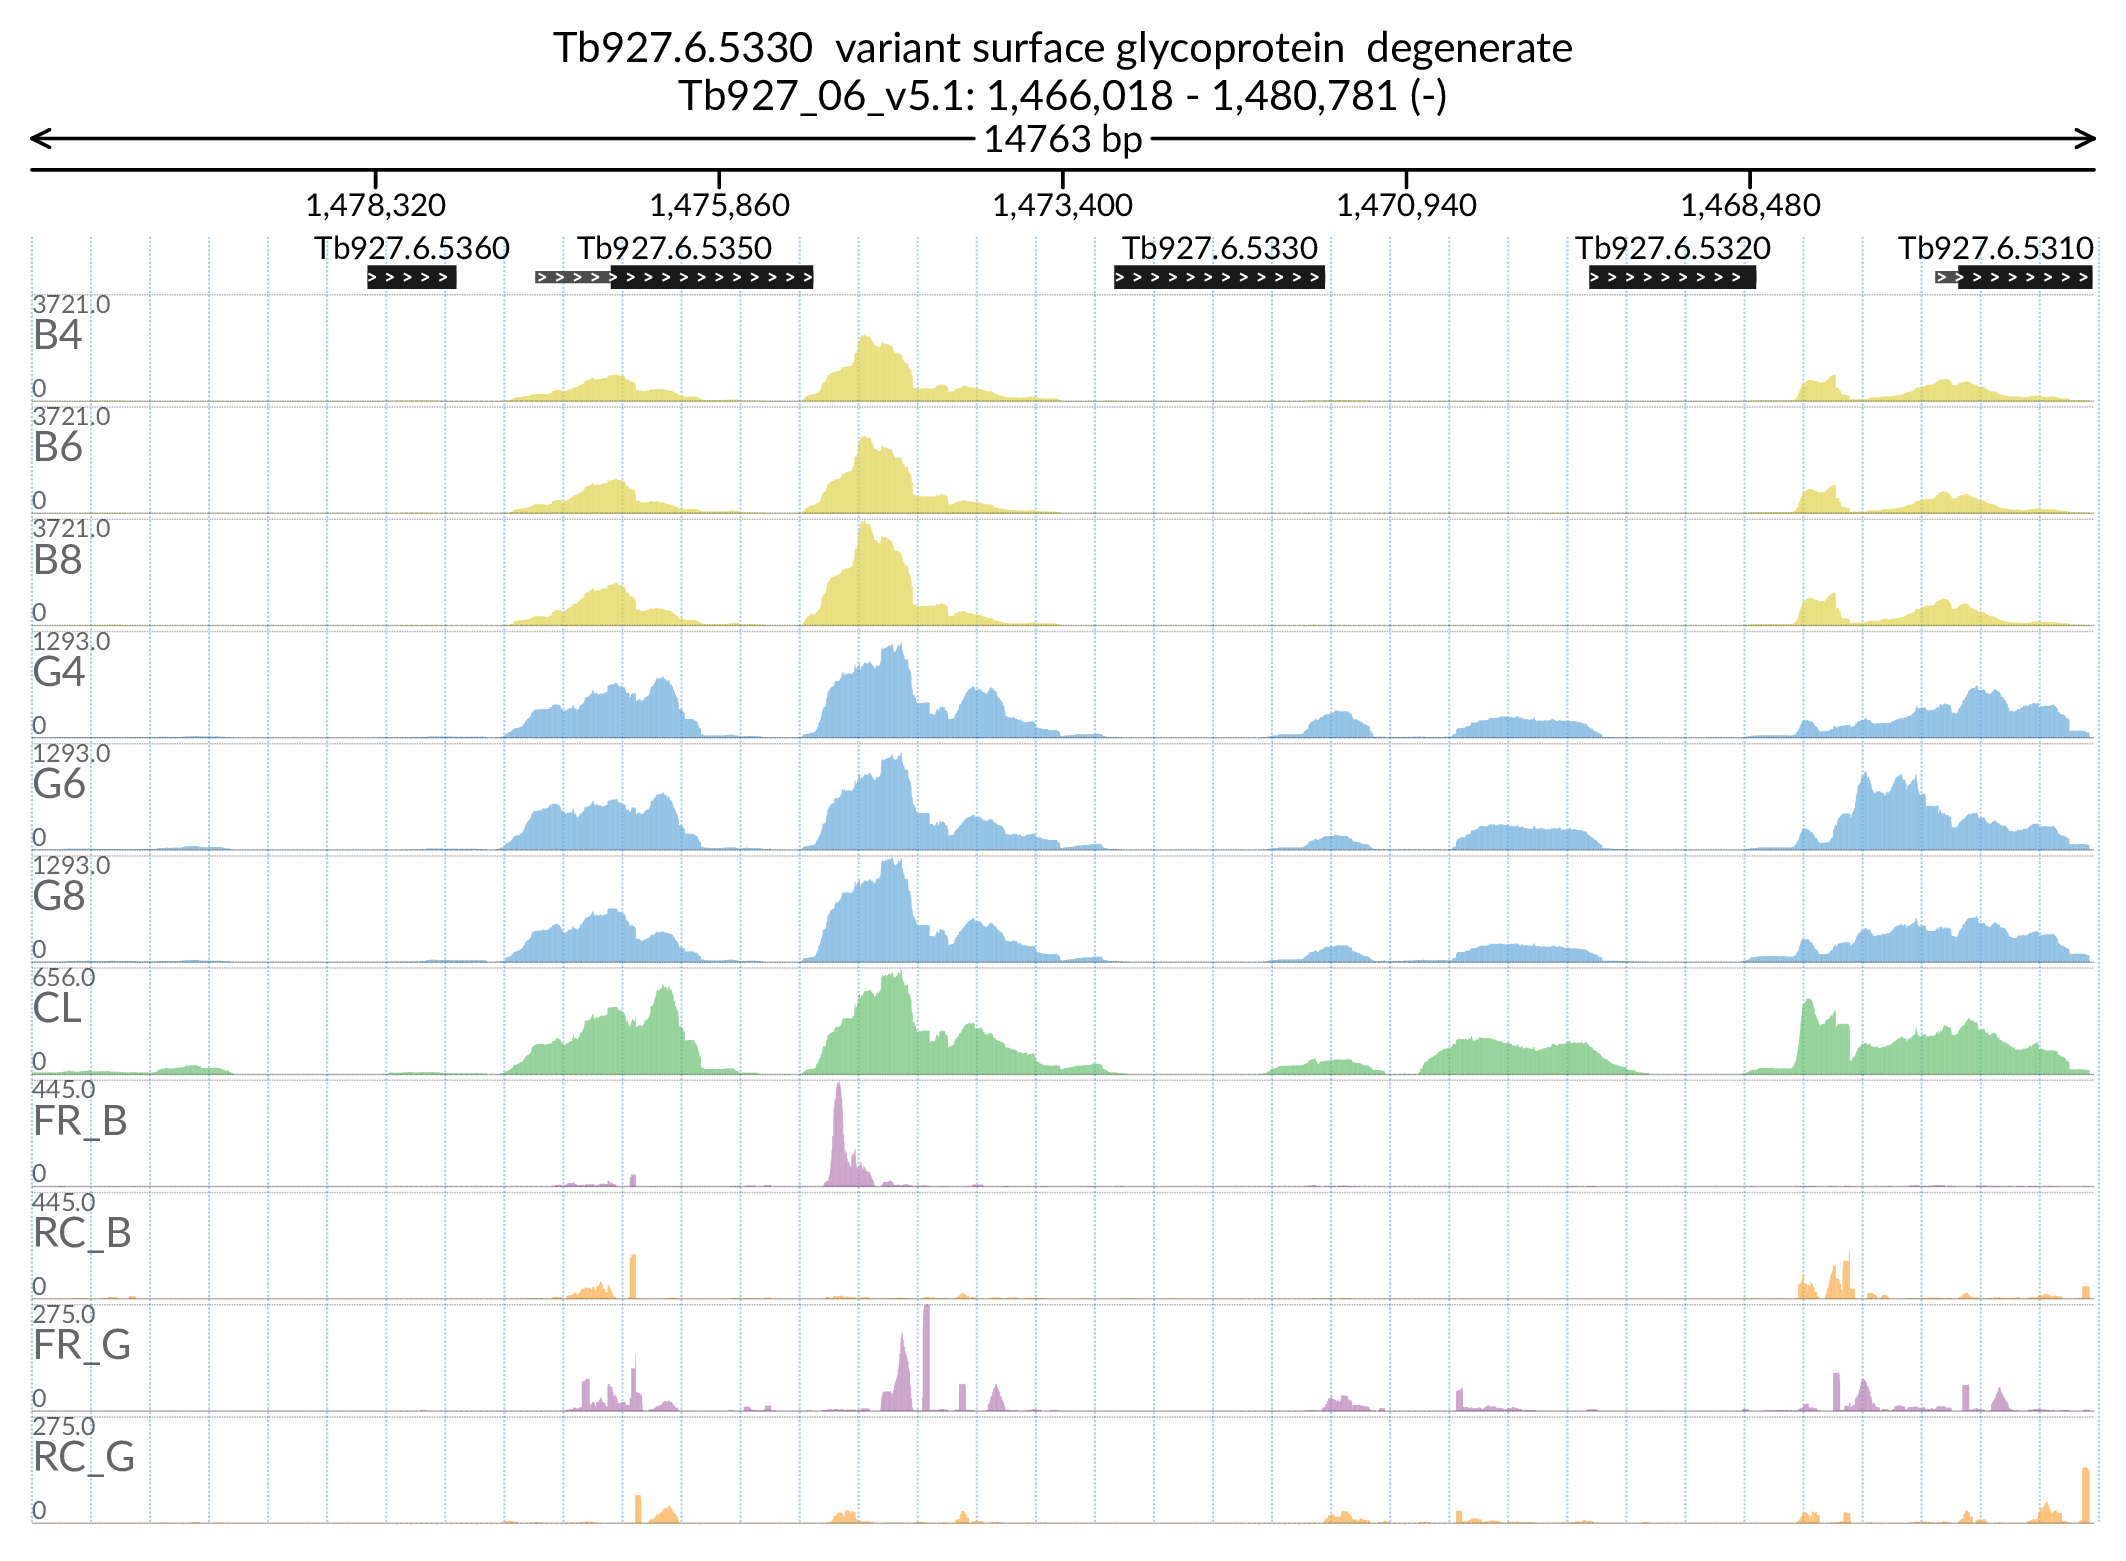 Tb927.6.5330  variant surface glycoprotein  degenerate
Tb927_06_v5.1: 1,466,018 - 1,480,781 (-)
14763 bp
1,478,320 1,475,860 1,473,400 1,470,940 1,468,480
Tb927.6.5360 Tb927.6.5350 Tb927.6.5330 Tb927.6.5320 Tb927.6.5310
3721.0
B4
0
3721.0
B6
0
3721.0
B8
0
1293.0
G4
0
1293.0
G6
0
1293.0
G8
0
656.0
CL
0
445.0
FR_B
0
445.0
RC_B
0
275.0
FR_G
0
275.0
RC_G
0